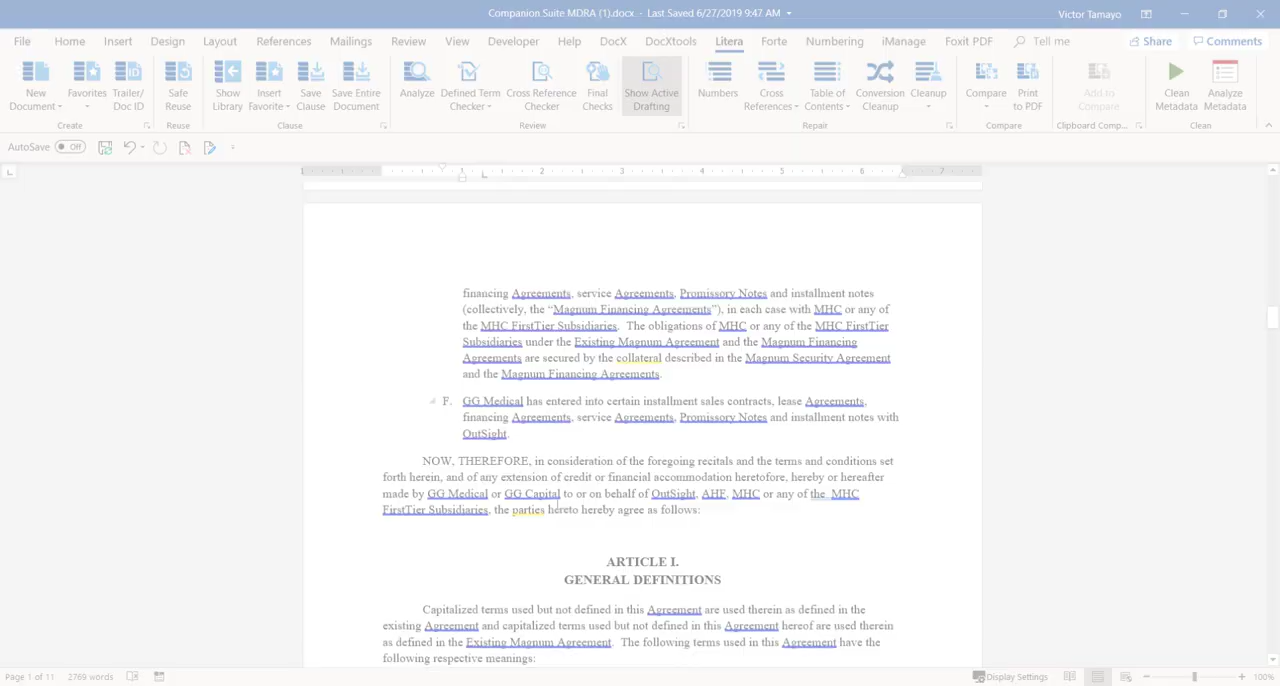 Companion Suite MDRA (1).docx - Last Saved 6/27/2019 9:47 AM
Victor Tamayo
File Home Insert Design Layout References Mailings Review View Developer Help DocX DocXtools Litera Forte Numbering iManage Foxit PDF Tell me Share Comments
New Document
Favorites
Trailer/ Doc ID
Safe Reuse
Show Library
Insert Favorite
Save Clause
Save Entire Document
Analyze
Defined Term Checker
Cross Reference Checker
Final Checks
Show Active Drafting
Numbers
Cross References
Table of Contents
Conversion Cleanup
Cleanup
Compare
Print to PDF
Add to Compare
Clean Metadata
Analyze Metadata
Create Reuse Clause Review Repair Compare Clipboard Comp... Clean
AutoSave Off
1 1 2 3 4 5 6 7
financing Agreements, service Agreements, Promissory Notes and installment notes
(collectively, the “Magnum Financing Agreements”), in each case with MHC or any of
the MHC FirstTier Subsidiaries. The obligations of MHC or any of the MHC FirstTier
Subsidiaries under the Existing Magnum Agreement and the Magnum Financing
Agreements are secured by the collateral described in the Magnum Security Agreement
and the Magnum Financing Agreements.
F. GG Medical has entered into certain installment sales contracts, lease Agreements,
financing Agreements, service Agreements, Promissory Notes and installment notes with
OutSight.
NOW, THEREFORE, in consideration of the foregoing recitals and the terms and conditions set
forth herein, and of any extension of credit or financial accommodation heretofore, hereby or hereafter
made by GG Medical or GG Capital to or on behalf of OutSight, AHF, MHC or any of the MHC
FirstTier Subsidiaries, the parties hereto hereby agree as follows:
ARTICLE I.
GENERAL DEFINITIONS
Capitalized terms used but not defined in this Agreement are used therein as defined in the
existing Agreement and capitalized terms used but not defined in this Agreement hereof are used therein
as defined in the Existing Magnum Agreement. The following terms used in this Agreement have the
following respective meanings:
Page 1 of 11 2769 words Display Settings 100%